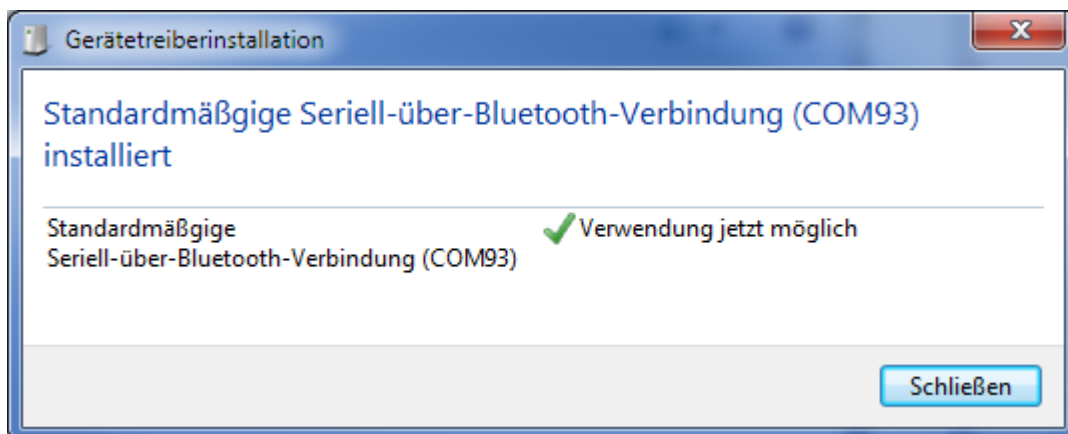 Gerätetreiberinstallation
Standardmäßgige Seriell-über-Bluetooth-Verbindung (COM93)
installiert
Standardmäßgige
Seriell-über-Bluetooth-Verbindung (COM93)
Verwendung jetzt möglich
Schließen